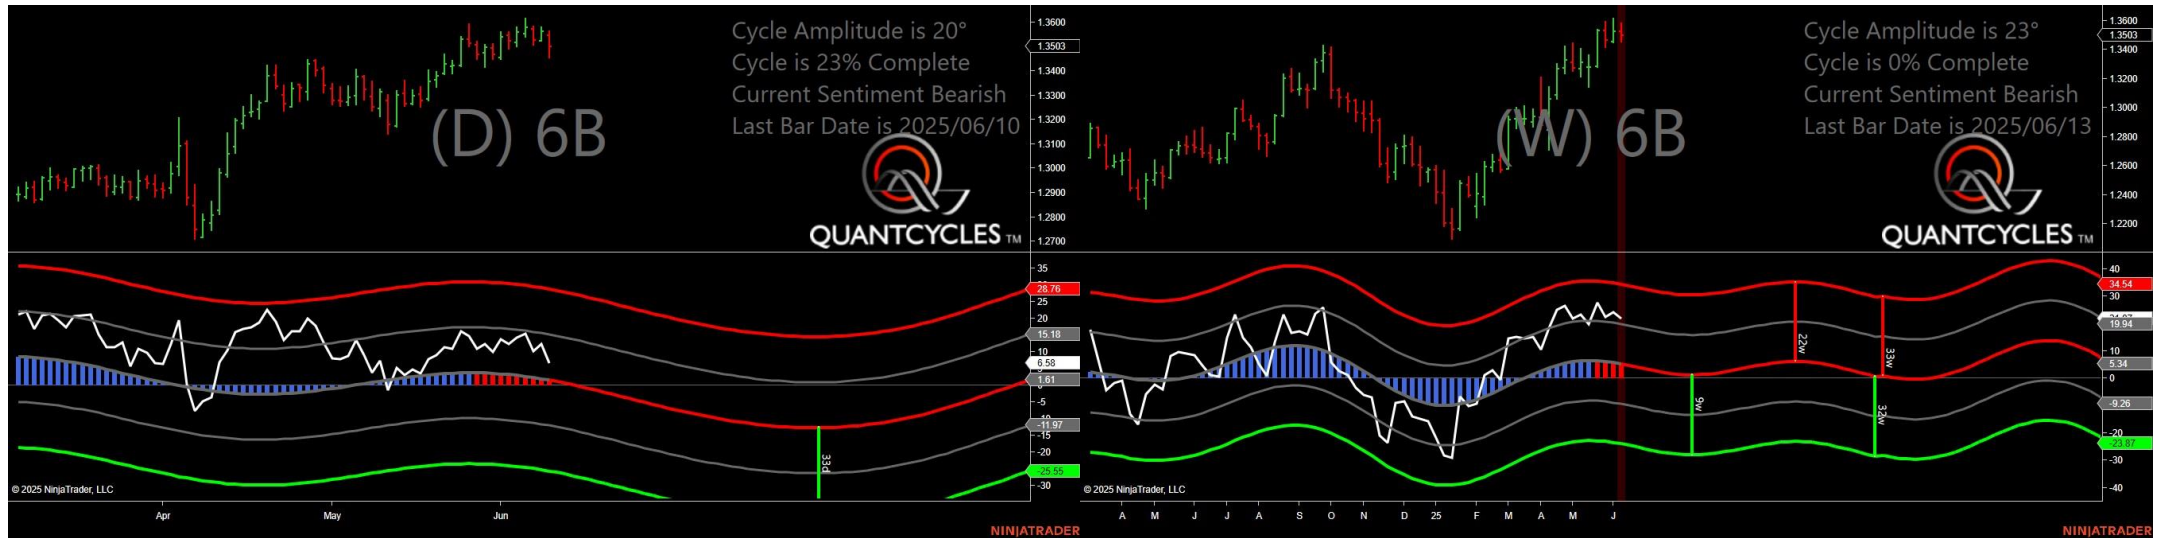 Cycle Amplitude is 20°
Cycle is 23% Complete
Current Sentiment Bearish
Last Bar Date is 2025/06/10
(D) 6B
QUANTCYCLES TM
1.3600
1.3503
1.3400
1.3300
1.3200
1.3100
1.3000
1.2900
1.2800
1.2700
35
28.76
25
20
15.18
10
6.58
1.61
-5
-11.97
-15
-20
-25.55
-30
33d
© 2025 NinjaTrader, LLC
Apr May Jun
NINJATRADER
Cycle Amplitude is 23°
Cycle is 0% Complete
Current Sentiment Bearish
Last Bar Date is 2025/06/13
(W) 6B
QUANTCYCLES TM
1.3600
1.3503
1.3400
1.3200
1.3000
1.2800
1.2600
1.2400
1.2200
40
34.54
30
19.94
10
5.34
0
-9.26
-20
-23.87
-30
-40
22w
33w
9w
32w
© 2025 NinjaTrader, LLC
A M J J A S O N D 25 F M A M J
NINJATRADER